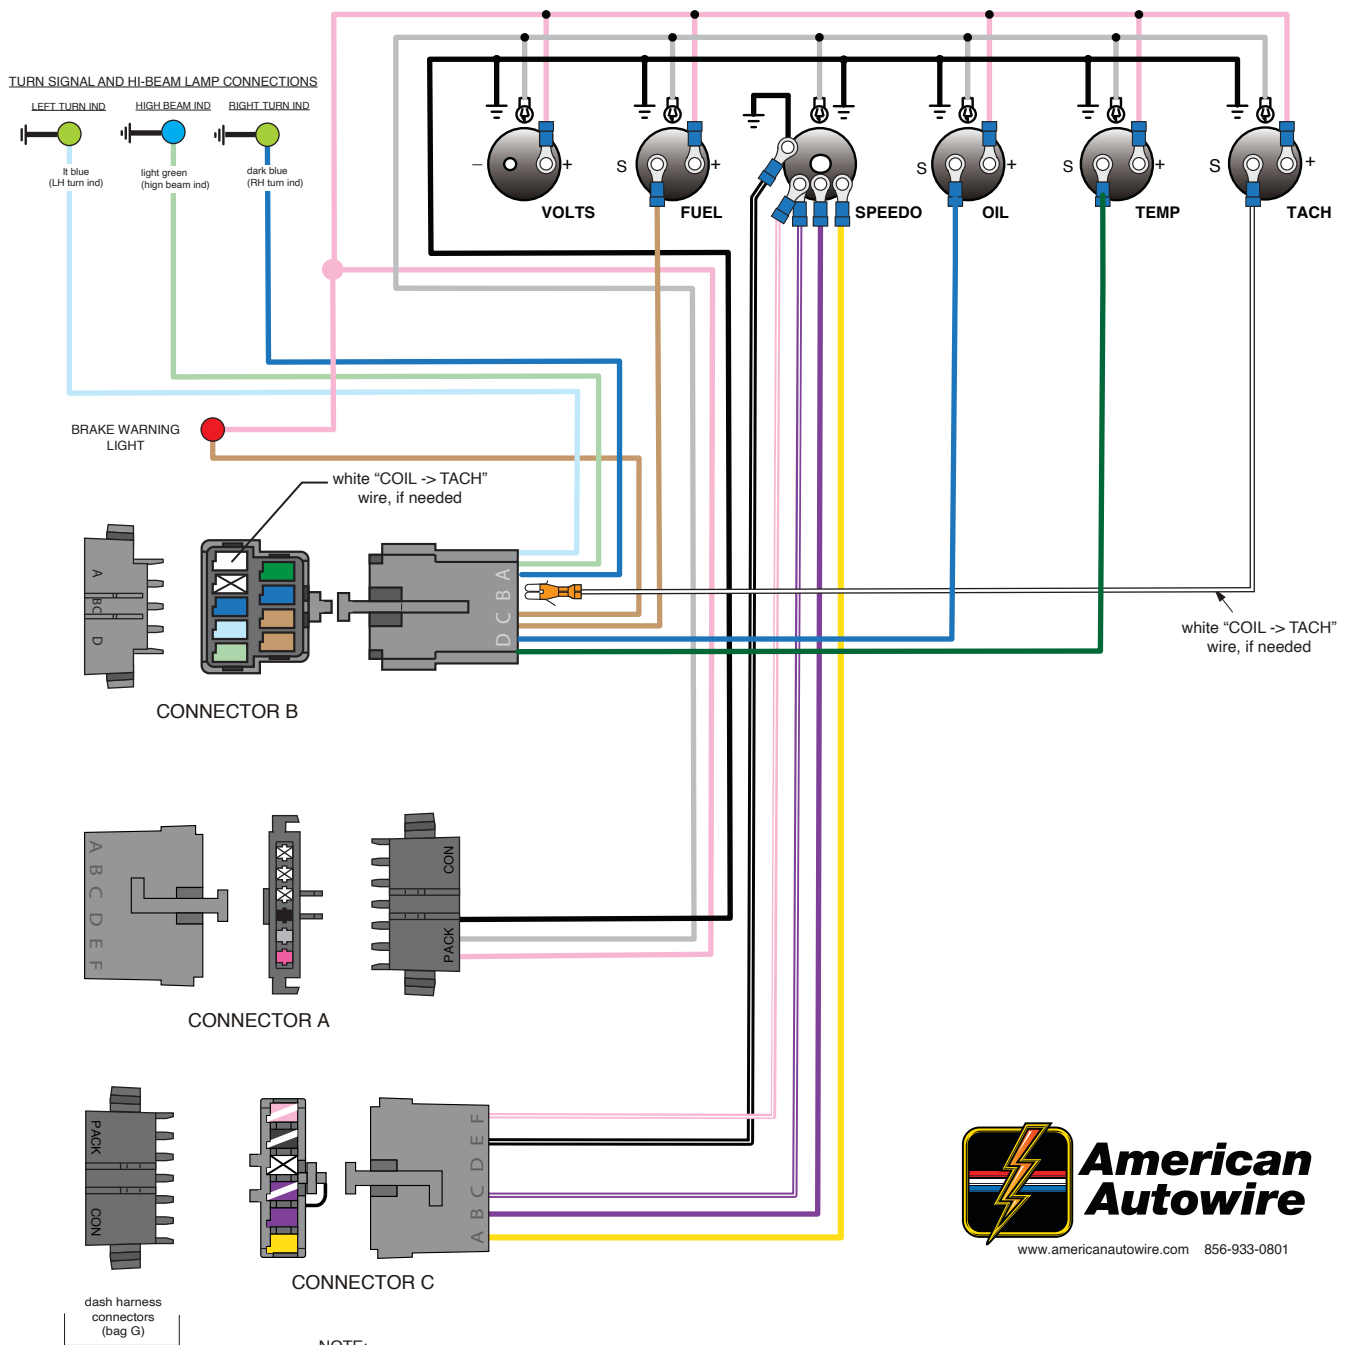 TURN SIGNAL AND HI-BEAM LAMP CONNECTIONS
LEFT TURN IND
HIGH BEAM IND
RIGHT TURN IND
lt blue
(LH turn ind)
light green
(hign beam ind)
dark blue
(RH turn ind)
– +
VOLTS
S +
FUEL
SPEEDO
S +
OIL
S +
TEMP
S +
TACH
BRAKE WARNING
LIGHT
white “COIL -> TACH”
wire, if needed
A
BC
D
D C B A
white “COIL -> TACH”
wire, if needed
CONNECTOR B
A B C D E F
CON
PACK
CONNECTOR A
PACK
CON
A B C D E F
CONNECTOR C
American
Autowire
www.americanautowire.com 856-933-0801
dash harness
connectors
(bag G)
NOTE: